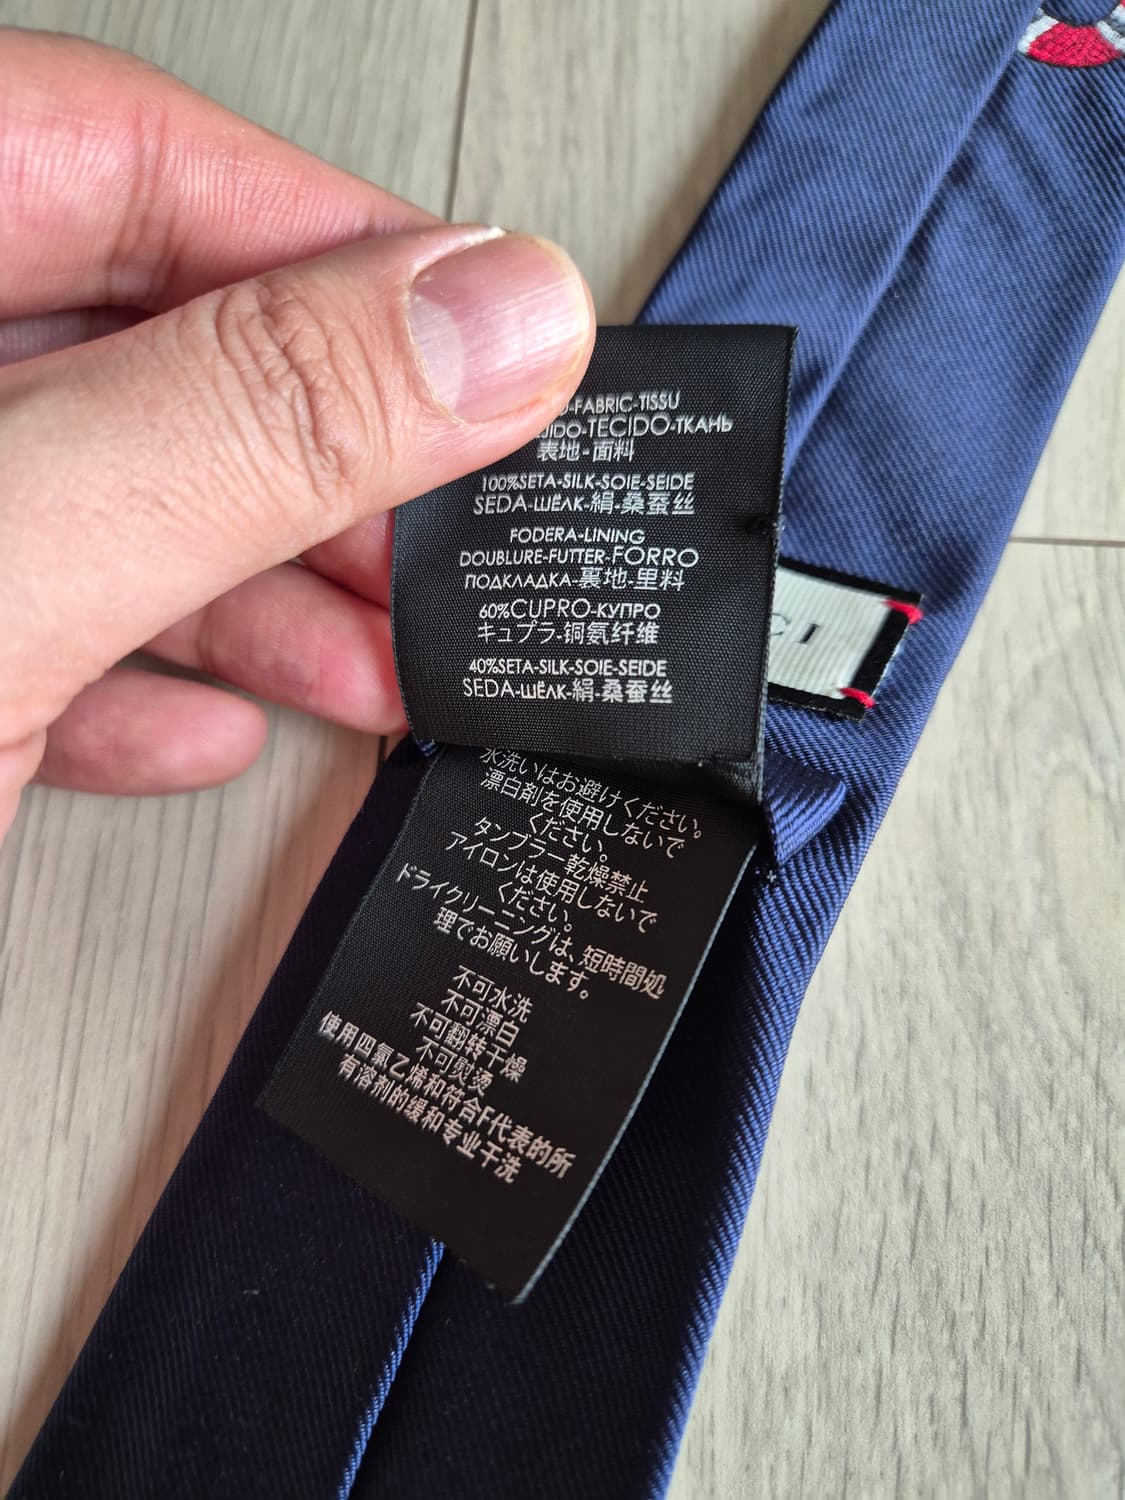 -FABRIC-TISSU
-TECIDO-ТКАНЬ
表地-面料
100%SETA-SILK-SOIE-SEIDE
SEDA-ШЁЛК-絹-桑蚕丝
FODERA-LINING
DOUBLURE-FUTTER-FORRO
ПОДКЛАДКА-裏地-里料
60%CUPRO-КУПРО
キュプラ-铜氨纤维
40%SETA-SILK-SOIE-SEIDE
SEDA-ШЁЛК-絹-桑蚕丝
水洗いはお避けください。
漂白剤を使用しないで
ください。
タンブラー乾燥禁止
アイロンは使用しないで
ください。
ドライクリーニングは、短時間処
理でお願いします。
不可水洗
不可漂白
不可翻转干燥
不可熨烫
使用四氯乙烯和符合F代表的所
有溶剂的缓和专业干洗